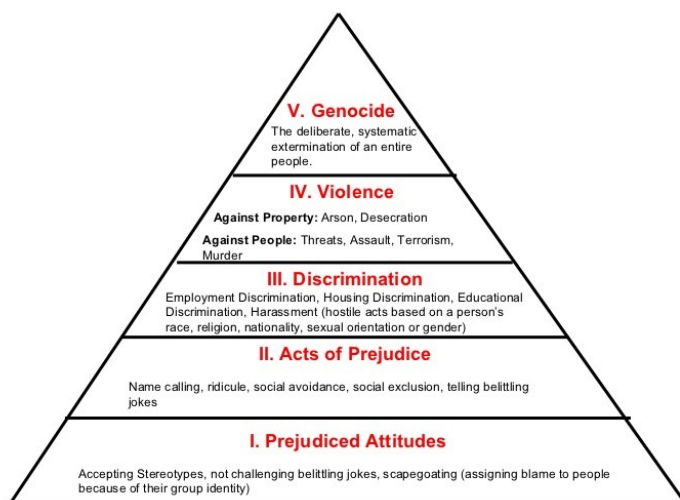 V. Genocide
The deliberate, systematic
extermination of an entire
people.
IV. Violence
Against Property: Arson, Desecration
Against People: Threats, Assault, Terrorism,
Murder
III. Discrimination
Employment Discrimination, Housing Discrimination, Educational
Discrimination, Harassment (hostile acts based on a person's
race, religion, nationality, sexual orientation or gender)
II. Acts of Prejudice
Name calling, ridicule, social avoidance, social exclusion, telling belittling
jokes
I. Prejudiced Attitudes
Accepting Stereotypes, not challenging belittling jokes, scapegoating (assigning blame to people
because of their group identity)